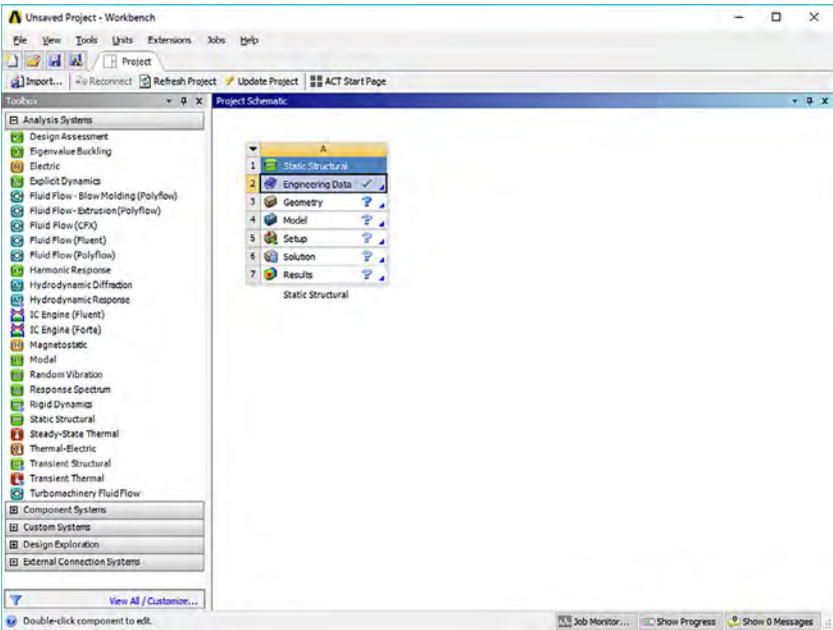 Unsaved Project - Workbench
File View Tools Units Extensions Jobs Help
Project
Import... Reconnect Refresh Project Update Project ACT Start Page
Toolbox
Analysis Systems
Design Assessment
Eigenvalue Buckling
Electric
Explicit Dynamics
Fluid Flow - Blow Molding (Polyflow)
Fluid Flow - Extrusion (Polyflow)
Fluid Flow (CFX)
Fluid Flow (Fluent)
Fluid Flow (Polyflow)
Harmonic Response
Hydrodynamic Diffraction
Hydrodynamic Response
IC Engine (Fluent)
IC Engine (Forte)
Magnetostatic
Modal
Random Vibration
Response Spectrum
Rigid Dynamics
Static Structural
Steady-State Thermal
Thermal-Electric
Transient Structural
Transient Thermal
Turbomachinery Fluid Flow
Component Systems
Custom Systems
Design Exploration
External Connection Systems
View All / Customize...
Project Schematic
A
1 Static Structural
2 Engineering Data
3 Geometry ?
4 Model ?
5 Setup ?
6 Solution ?
7 Results ?
Static Structural
Double-click component to edit.
Job Monitor... Show Progress Show 0 Messages